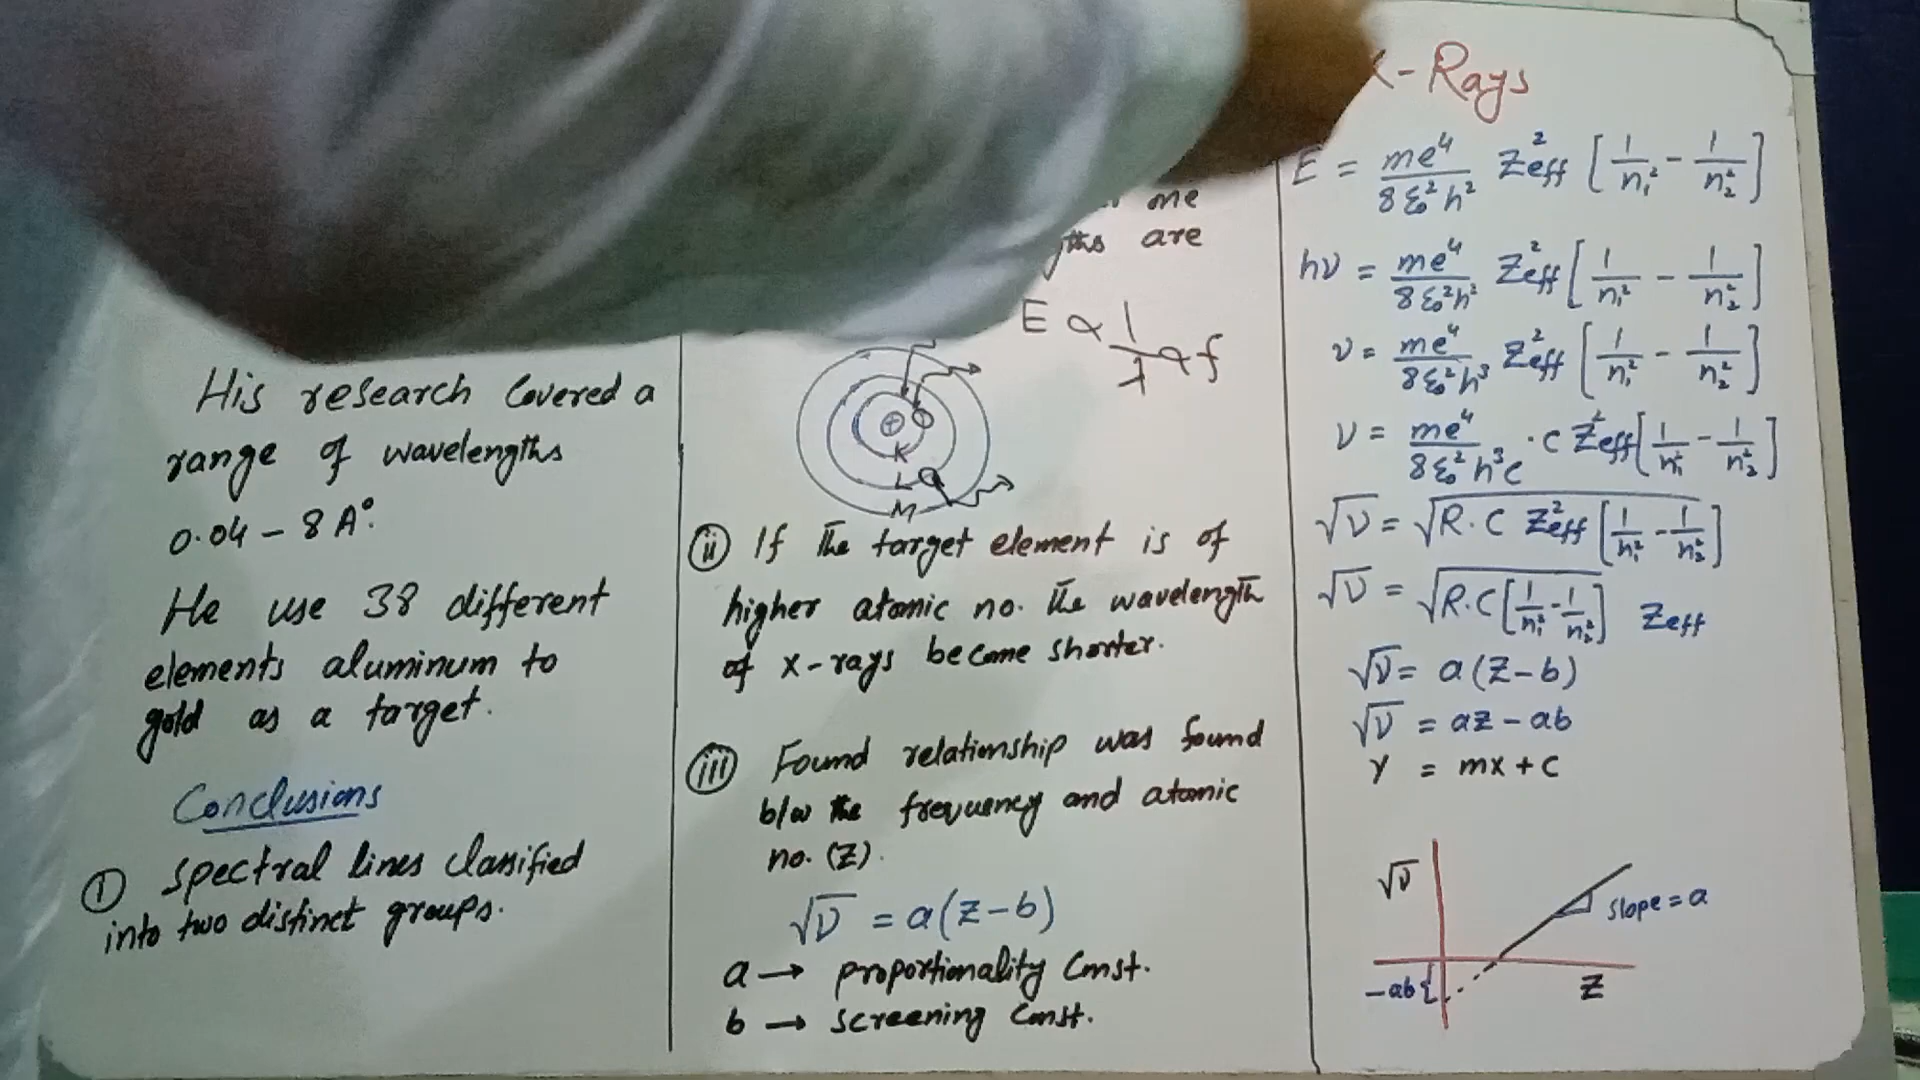 His research Covered a
range of wavelengths
0.04 – 8 A°.
He use 38 different
elements aluminum to
gold as a target.
Conclusions
① Spectral lines classified
into two distinct groups.
me
are
E ∝ 1/λ ∝ f
+
K
L
M
ⓘⓘ If the target element is of
higher atomic no. the wavelength
of x-rays become shorter.
ⓘⓘⓘ Found relationship was found
b/w the frequency and atomic
no. (Z).
√ν = a(Z–b)
a → proportionality Const.
b → screening Const.
X-Rays
E = me⁴/8ε₀²h² Z²eff [1/n₁² - 1/n₂²]
hν = me⁴/8ε₀²h² Z²eff [1/n₁² - 1/n₂²]
ν = me⁴/8ε₀²h³ Z²eff [1/n₁² - 1/n₂²]
ν = me⁴/8ε₀²h³c · c Z²eff [1/n₁² - 1/n₂²]
√ν = √R.C Z²eff [1/n₁² - 1/n₂²]
√ν = √R.C [1/n₁² - 1/n₂²] Zeff
√ν = a(Z–b)
√ν = aZ – ab
Y = mx + c
√ν
slope = a
–ab{
Z